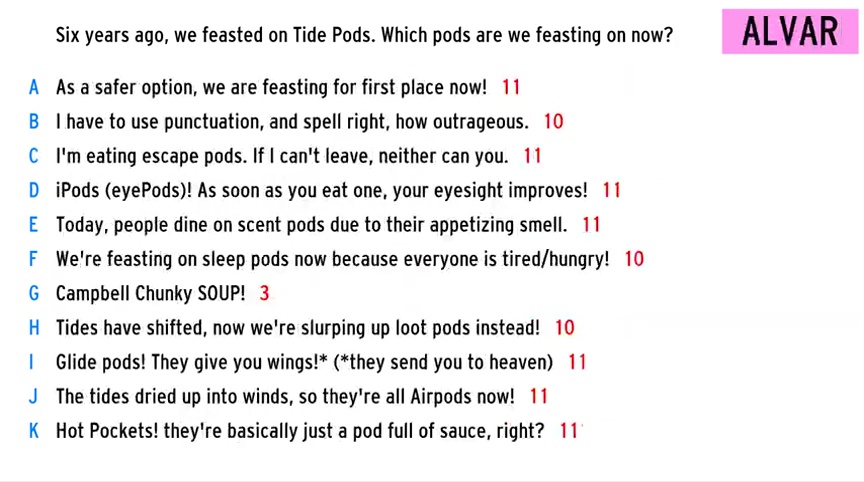 Six years ago, we feasted on Tide Pods. Which pods are we feasting on now?
ALVAR
A As a safer option, we are feasting for first place now! 11
B I have to use punctuation, and spell right, how outrageous. 10
C I'm eating escape pods. If I can't leave, neither can you. 11
D iPods (eyePods)! As soon as you eat one, your eyesight improves! 11
E Today, people dine on scent pods due to their appetizing smell. 11
F We're feasting on sleep pods now because everyone is tired/hungry! 10
G Campbell Chunky SOUP! 3
H Tides have shifted, now we're slurping up loot pods instead! 10
I Glide pods! They give you wings!* (*they send you to heaven) 11
J The tides dried up into winds, so they're all Airpods now! 11
K Hot Pockets! they're basically just a pod full of sauce, right? 11